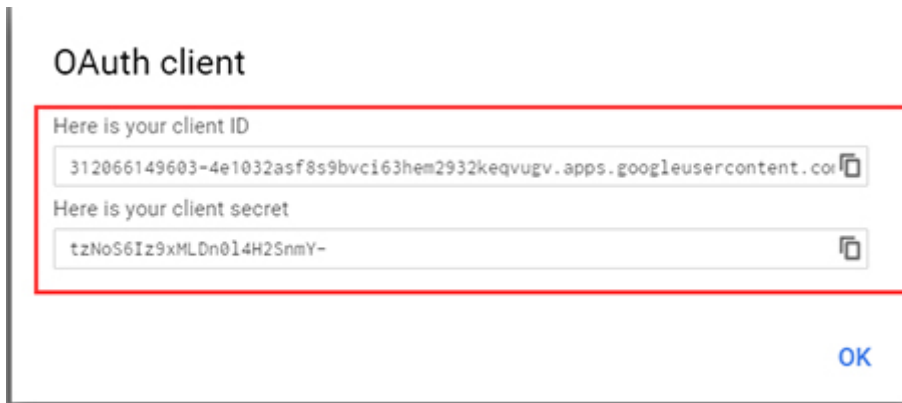 OAuth client
Here is your client ID
312066149603-4e1032asf8s9bvci63hem2932keqvugv.apps.googleusercontent.co
Here is your client secret
tzNoS6Iz9xMLDn0l4H2SnmY-
OK